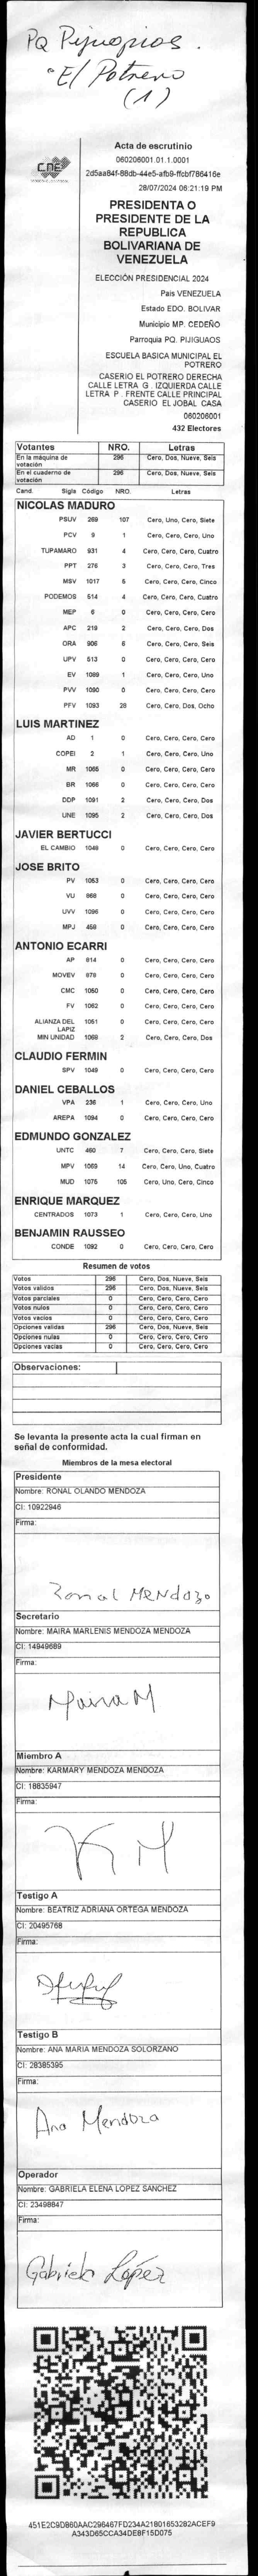 PQ Pijiguaos.
"El Potrero
(1)
CNE
Acta de escrutinio
060206001.01.1.0001
2d5aa84f-88db-44e5-afb9-ffcbf786416e
28/07/2024 06:21:19 PM
PRESIDENTA O
PRESIDENTE DE LA
REPUBLICA
BOLIVARIANA DE
VENEZUELA
ELECCIÓN PRESIDENCIAL 2024
País VENEZUELA
Estado EDO. BOLIVAR
Municipio MP. CEDEÑO
Parroquia PQ. PIJIGUAOS
ESCUELA BASICA MUNICIPAL EL
POTRERO
CASERIO EL POTRERO DERECHA
CALLE LETRA G . IZQUIERDA CALLE
LETRA P . FRENTE CALLE PRINCIPAL
CASERIO EL JOBAL CASA
060206001
432 Electores
Votantes NRO. Letras
En la máquina de votación 296 Cero, Dos, Nueve, Seis
En el cuaderno de votación 296 Cero, Dos, Nueve, Seis
Cand. Sigla Código NRO. Letras
NICOLAS MADURO
PSUV 269 107 Cero, Uno, Cero, Siete
PCV 9 1 Cero, Cero, Cero, Uno
TUPAMARO 931 4 Cero, Cero, Cero, Cuatro
PPT 276 3 Cero, Cero, Cero, Tres
MSV 1017 5 Cero, Cero, Cero, Cinco
PODEMOS 514 4 Cero, Cero, Cero, Cuatro
MEP 6 0 Cero, Cero, Cero, Cero
APC 219 2 Cero, Cero, Cero, Dos
ORA 906 6 Cero, Cero, Cero, Seis
UPV 513 0 Cero, Cero, Cero, Cero
EV 1089 1 Cero, Cero, Cero, Uno
PVV 1090 0 Cero, Cero, Cero, Cero
PFV 1093 28 Cero, Cero, Dos, Ocho
LUIS MARTINEZ
AD 1 0 Cero, Cero, Cero, Cero
COPEI 2 1 Cero, Cero, Cero, Uno
MR 1065 0 Cero, Cero, Cero, Cero
BR 1066 0 Cero, Cero, Cero, Cero
DDP 1091 2 Cero, Cero, Cero, Dos
UNE 1095 2 Cero, Cero, Cero, Dos
JAVIER BERTUCCI
EL CAMBIO 1048 0 Cero, Cero, Cero, Cero
JOSE BRITO
PV 1053 0 Cero, Cero, Cero, Cero
VU 868 0 Cero, Cero, Cero, Cero
UVV 1096 0 Cero, Cero, Cero, Cero
MPJ 458 0 Cero, Cero, Cero, Cero
ANTONIO ECARRI
AP 814 0 Cero, Cero, Cero, Cero
MOVEV 879 0 Cero, Cero, Cero, Cero
CMC 1050 0 Cero, Cero, Cero, Cero
FV 1062 0 Cero, Cero, Cero, Cero
ALIANZA DEL LAPIZ 1051 0 Cero, Cero, Cero, Cero
MIN UNIDAD 1069 2 Cero, Cero, Cero, Dos
CLAUDIO FERMIN
SPV 1049 0 Cero, Cero, Cero, Cero
DANIEL CEBALLOS
VPA 236 1 Cero, Cero, Cero, Uno
AREPA 1094 0 Cero, Cero, Cero, Cero
EDMUNDO GONZALEZ
UNTC 460 7 Cero, Cero, Cero, Siete
MPV 1069 14 Cero, Cero, Uno, Cuatro
MUD 1075 105 Cero, Uno, Cero, Cinco
ENRIQUE MARQUEZ
CENTRADOS 1073 1 Cero, Cero, Cero, Uno
BENJAMIN RAUSSEO
CONDE 1092 0 Cero, Cero, Cero, Cero
Resumen de votos
Votos 296 Cero, Dos, Nueve, Seis
Votos validos 296 Cero, Dos, Nueve, Seis
Votos parciales 0 Cero, Cero, Cero, Cero
Votos nulos 0 Cero, Cero, Cero, Cero
Votos vacios 0 Cero, Cero, Cero, Cero
Opciones validas 296 Cero, Dos, Nueve, Seis
Opciones nulas 0 Cero, Cero, Cero, Cero
Opciones vacias 0 Cero, Cero, Cero, Cero
Observaciones:
Se levanta la presente acta la cual firman en
señal de conformidad.
Miembros de la mesa electoral
Presidente
Nombre: RONAL OLANDO MENDOZA
CI: 10922946
Firma:
Ronal Mendozo
Secretario
Nombre: MAIRA MARLENIS MENDOZA MENDOZA
CI: 14949689
Firma:
Maira M
Miembro A
Nombre: KARMARY MENDOZA MENDOZA
CI: 18835947
Firma:
K M
Testigo A
Nombre: BEATRIZ ADRIANA ORTEGA MENDOZA
CI: 20495768
Firma:
Testigo B
Nombre: ANA MARIA MENDOZA SOLORZANO
CI: 28385395
Firma:
Ana Mendoza
Operador
Nombre: GABRIELA ELENA LOPEZ SANCHEZ
CI: 23498847
Firma:
Gabriela López
451E2C9D860AAC296467FD234A21801653282ACEF9
A343D65CCA34DE8F15D075